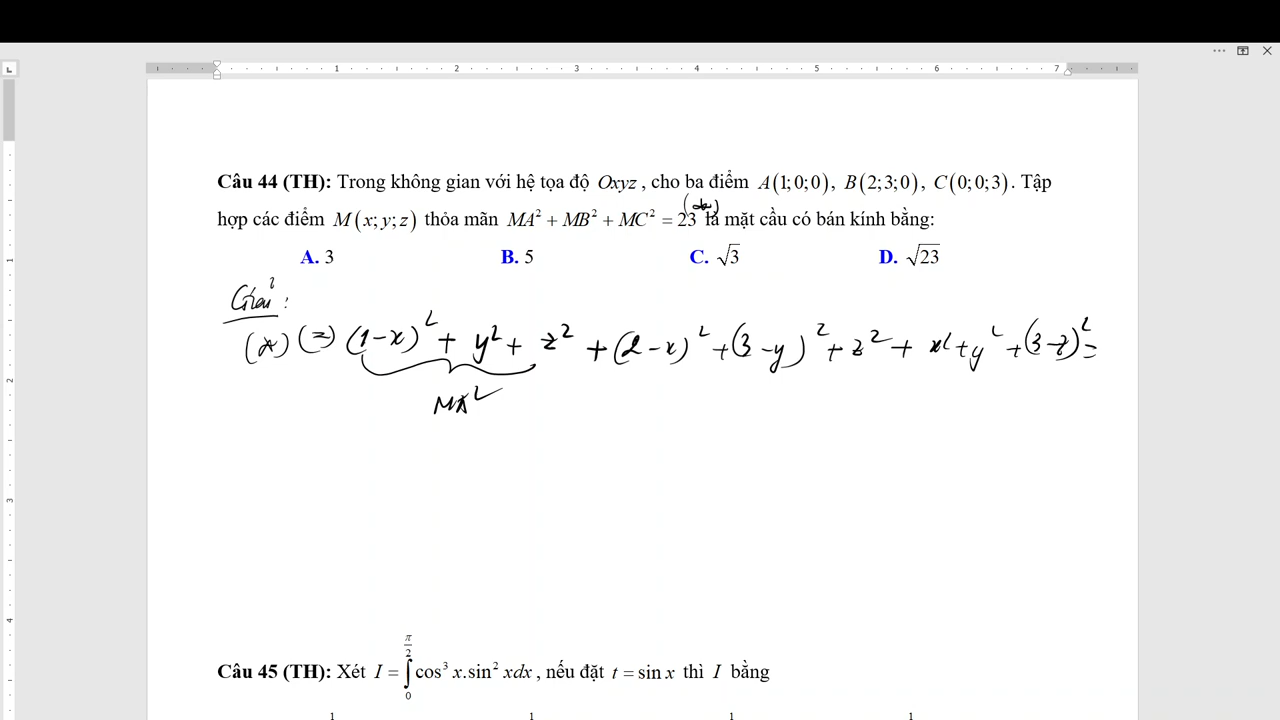 1 2 3 4 5 6 7
Câu 44 (TH): Trong không gian với hệ tọa độ Oxyz, cho ba điểm A(1;0;0), B(2;3;0), C(0;0;3). Tập
(*)
hợp các điểm M(x;y;z) thỏa mãn MA² + MB² + MC² = 23 là mặt cầu có bán kính bằng:
A. 3 B. 5 C. √3 D. √23
Giải:
(*) (=) (1-x)² + y² + z² + (2-x)² + (3-y)² + z² + x² + y² + (3-z)² =
MA²
Câu 45 (TH): Xét I = ∫₀^(π/2) cos³ x.sin² xdx, nếu đặt t = sin x thì I bằng
1 1 1 1